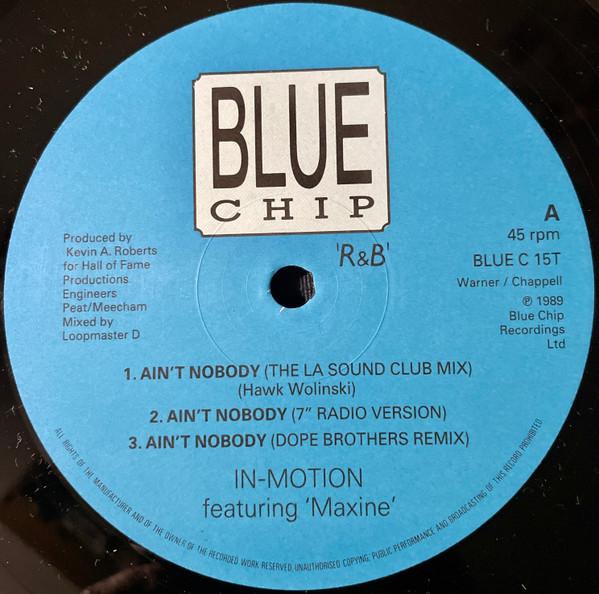 BLUE
CHIP
'R&B'
Produced by
Kevin A. Roberts
for Hall of Fame
Productions
Engineers
Peat/Meecham
Mixed by
Loopmaster D
A
45 rpm
BLUE C 15T
Warner / Chappell
℗ 1989
Blue Chip
Recordings
Ltd
1. AIN'T NOBODY (THE LA SOUND CLUB MIX)
(Hawk Wolinski)
2. AIN'T NOBODY (7" RADIO VERSION)
3. AIN'T NOBODY (DOPE BROTHERS REMIX)
IN-MOTION
featuring 'Maxine'
ALL RIGHTS OF THE MANUFACTURER AND OF THE OWNER OF THE RECORDED WORK RESERVED. UNAUTHORISED COPYING, PUBLIC PERFORMANCE AND BROADCASTING OF THIS RECORD PROHIBITED